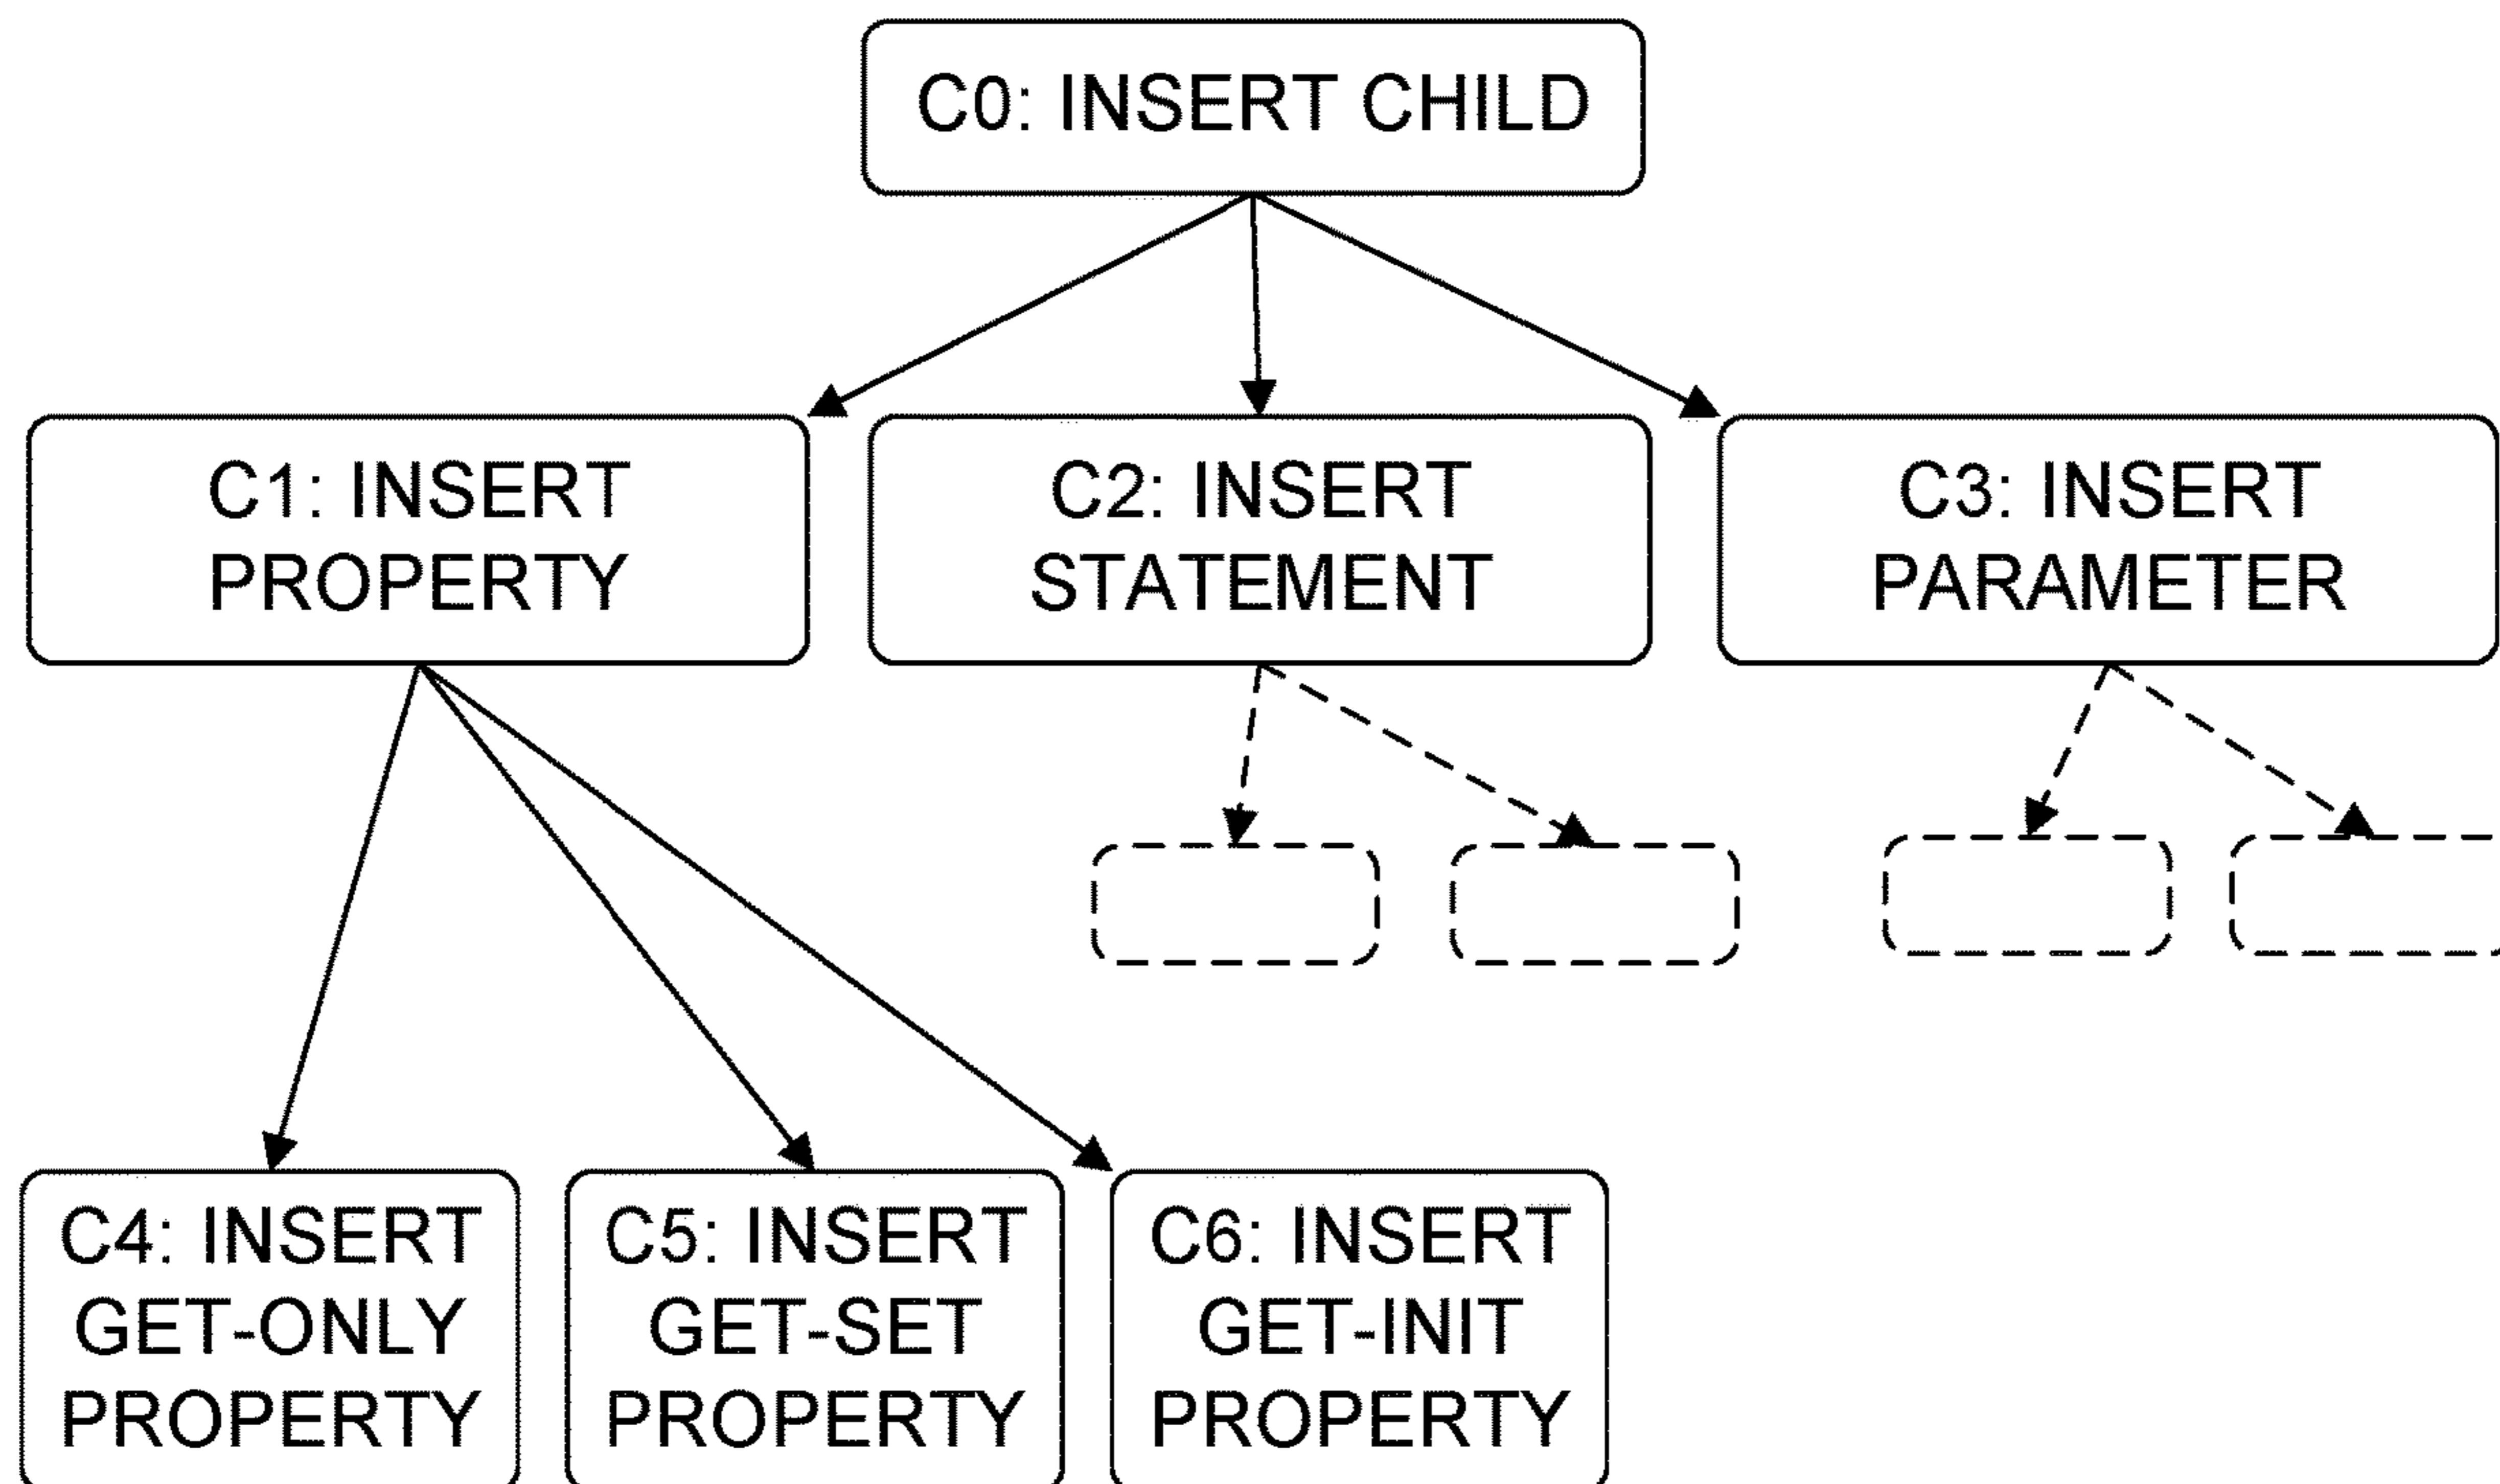 C0: INSERT CHILD
C1: INSERT
PROPERTY
C2: INSERT
STATEMENT
C3: INSERT
PARAMETER
C4: INSERT
GET-ONLY
PROPERTY
C5: INSERT
GET-SET
PROPERTY
C6: INSERT
GET-INIT
PROPERTY